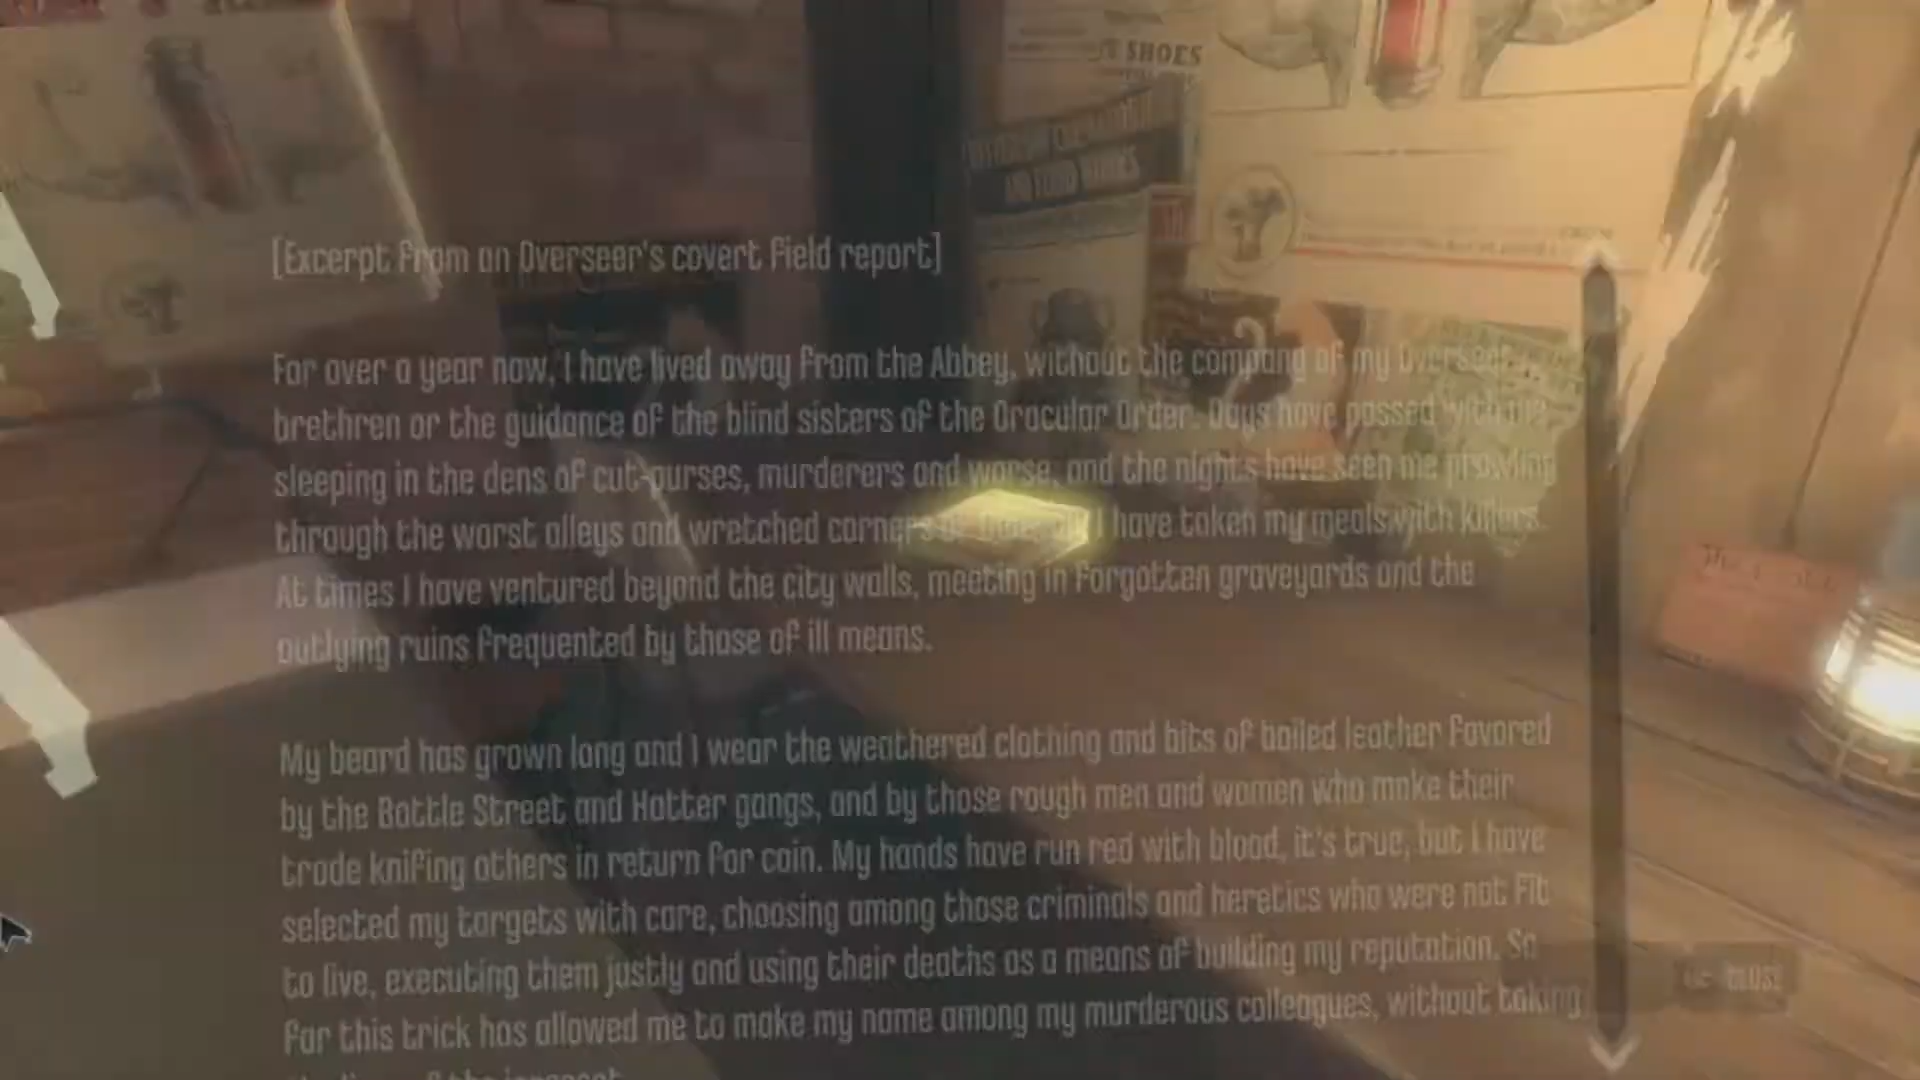 SHOES
AND
[Excerpt from an Overseer's covert field report]
For over a year now, I have lived away from the Abbey, without the company of my Overseer
brethren or the guidance of the blind sisters of the Oracular Order. Days have passed with me
sleeping in the dens of cut-purses, murderers and worse, and the nights have seen me prowling
through the worst alleys and wretched corners of I have taken my meals with killers.
At times I have ventured beyond the city walls, meeting in forgotten graveyards and the
outlying ruins frequented by those of ill means.
My beard has grown long and I wear the weathered clothing and bits of boiled leather favored
by the Bottle Street and Hatter gangs, and by those rough men and women who make their
trade knifing others in return for coin. My hands have run red with blood, it's true, but I have
selected my targets with care, choosing among those criminals and heretics who were not fit
to live, executing them justly and using their deaths as a means of building my reputation. So
far this trick has allowed me to make my name among my murderous colleagues, without taking
CLOSE